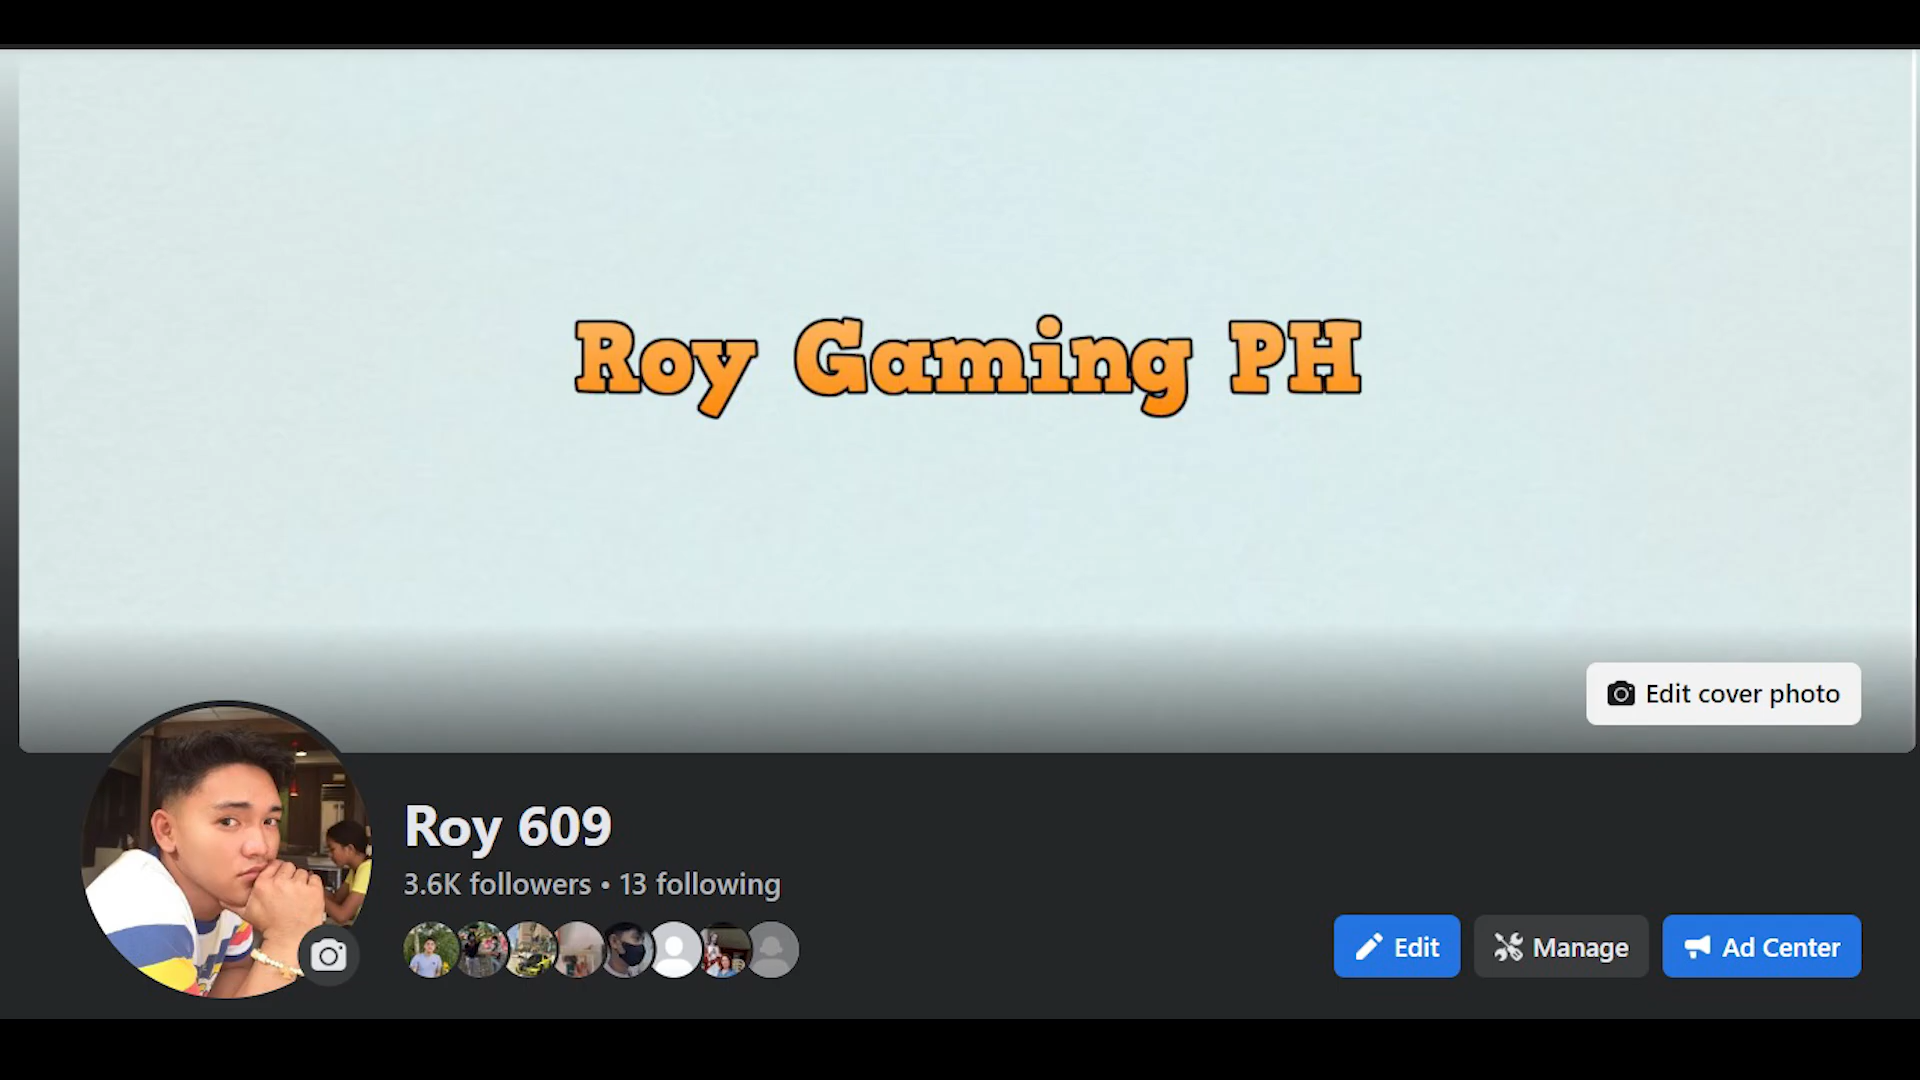 Roy Gaming PH
Edit cover photo
Roy 609
3.6K followers • 13 following
Edit
Manage
Ad Center